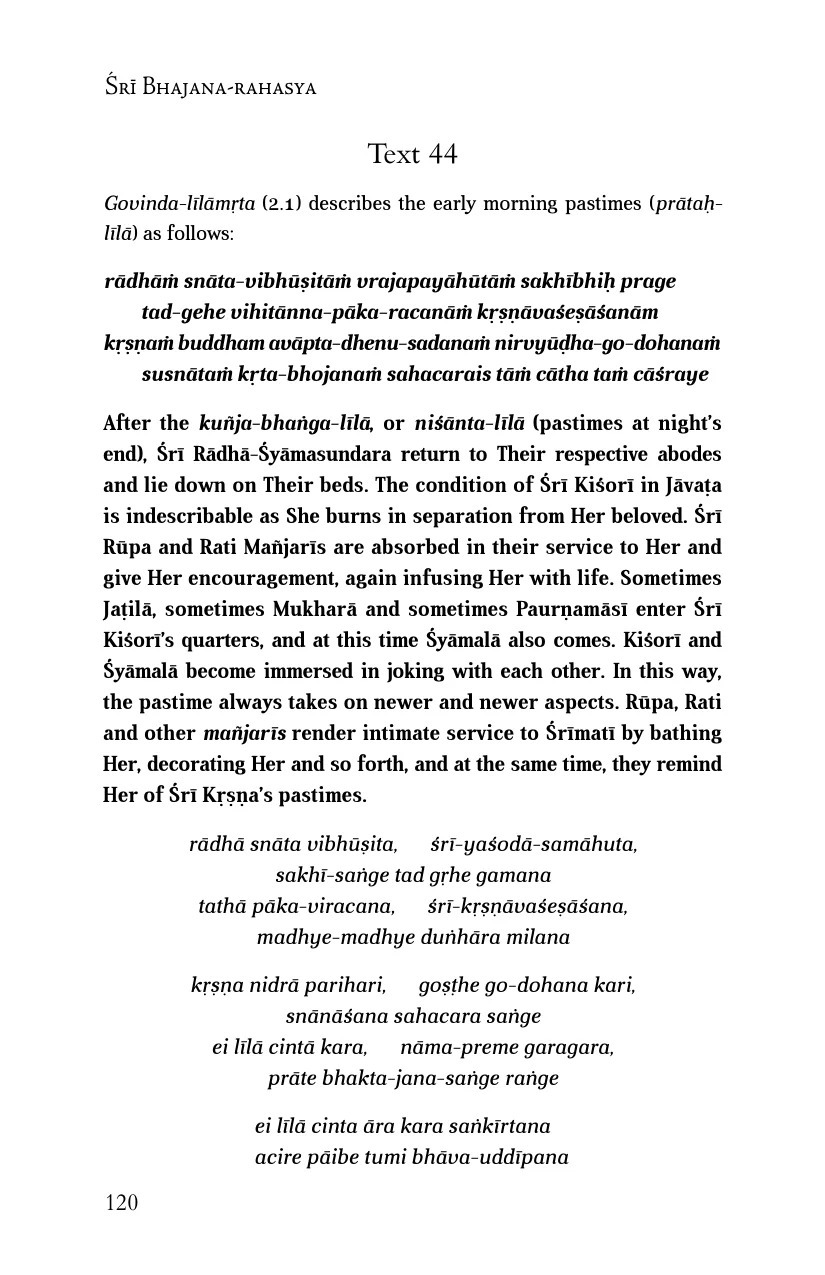 Śrī Bhajana-rahasya
Text 44
Govinda-līlāmṛta (2.1) describes the early morning pastimes (prātaḥ-
līlā) as follows:
rādhāṁ snāta-vibhūṣitāṁ vrajapayāhūtāṁ sakhībhiḥ prage
tad-gehe vihitānna-pāka-racanāṁ kṛṣṇāvaśeṣāśanām
kṛṣṇaṁ buddham avāpta-dhenu-sadanaṁ nirvyūḍha-go-dohanaṁ
susnātaṁ kṛta-bhojanaṁ sahacarais tāṁ cātha taṁ cāśraye
After the kuñja-bhaṅga-līlā, or niśānta-līlā (pastimes at night’s
end), Śrī Rādhā-Śyāmasundara return to Their respective abodes
and lie down on Their beds. The condition of Śrī Kiśorī in Jāvaṭa
is indescribable as She burns in separation from Her beloved. Śrī
Rūpa and Rati Mañjarīs are absorbed in their service to Her and
give Her encouragement, again infusing Her with life. Sometimes
Jaṭilā, sometimes Mukharā and sometimes Paurṇamāsī enter Śrī
Kiśorī’s quarters, and at this time Śyāmalā also comes. Kiśorī and
Śyāmalā become immersed in joking with each other. In this way,
the pastime always takes on newer and newer aspects. Rūpa, Rati
and other mañjarīs render intimate service to Śrīmatī by bathing
Her, decorating Her and so forth, and at the same time, they remind
Her of Śrī Kṛṣṇa’s pastimes.
rādhā snāta vibhūṣita, śrī-yaśodā-samāhuta,
sakhī-saṅge tad gṛhe gamana
tathā pāka-viracana, śrī-kṛṣṇāvaśeṣāśana,
madhye-madhye duṅhāra milana
kṛṣṇa nidrā parihari, goṣṭhe go-dohana kari,
snānāśana sahacara saṅge
ei līlā cintā kara, nāma-preme garagara,
prāte bhakta-jana-saṅge raṅge
ei līlā cinta āra kara saṅkīrtana
acire pāibe tumi bhāva-uddīpana
120